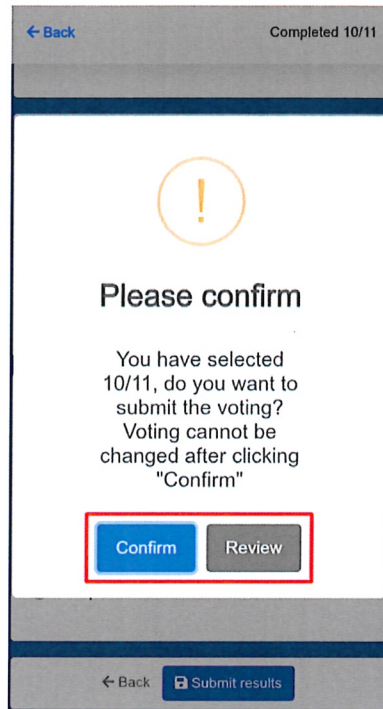 ← Back Completed 10/11
!
Please confirm
You have selected
10/11, do you want to
submit the voting?
Voting cannot be
changed after clicking
"Confirm"
Confirm Review
← Back Submit results